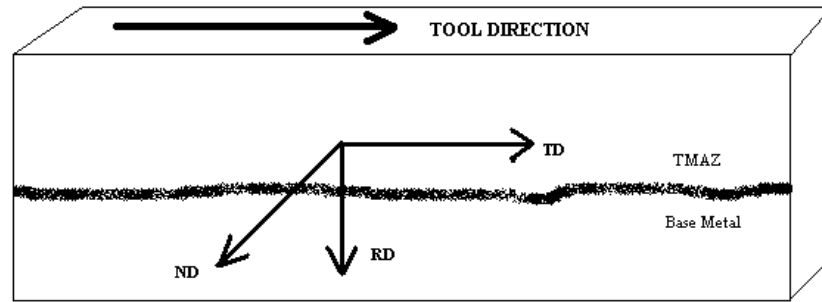 TOOL DIRECTION
TD
TMAZ
Base Metal
ND
RD